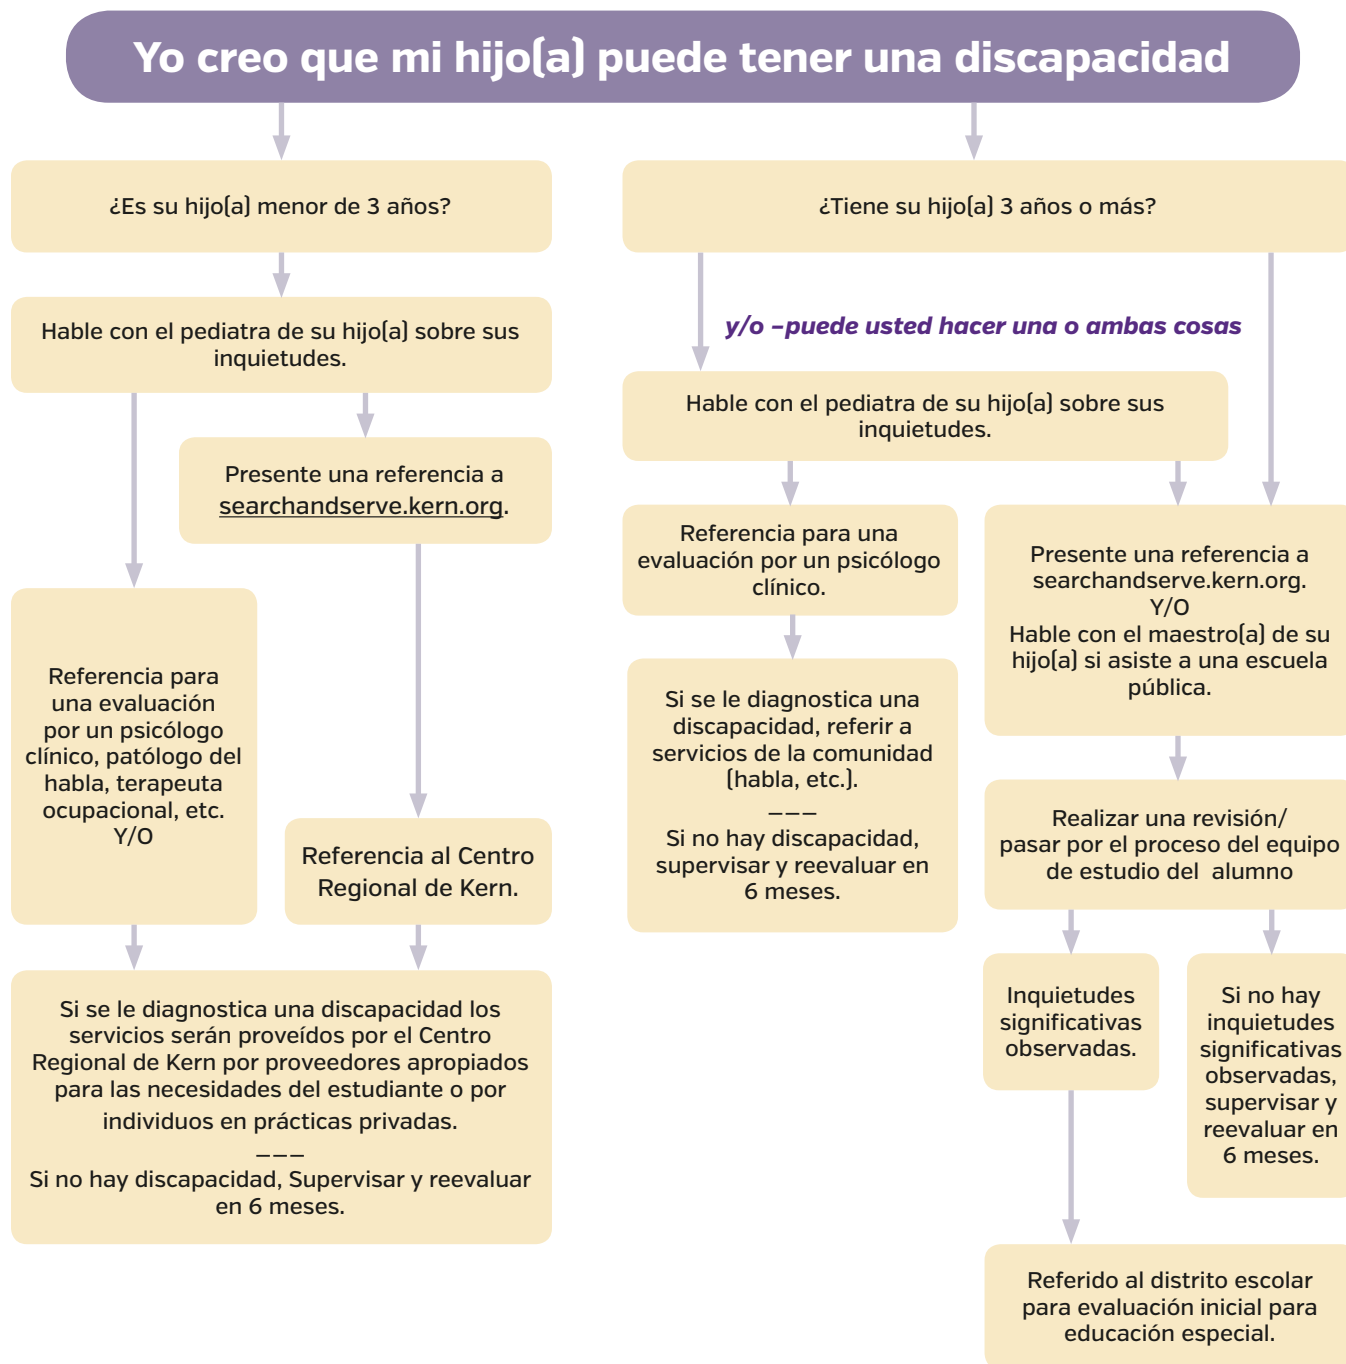 Yo creo que mi hijo(a) puede tener una discapacidad
¿Es su hijo(a) menor de 3 años?
Hable con el pediatra de su hijo(a) sobre sus
inquietudes.
Presente una referencia a
searchandserve.kern.org.
Referencia para
una evaluación
por un psicólogo
clínico, patólogo del
habla, terapeuta
ocupacional, etc.
Y/O
Referencia al Centro
Regional de Kern.
Si se le diagnostica una discapacidad los
servicios serán proveídos por el Centro
Regional de Kern por proveedores apropiados
para las necesidades del estudiante o por
individuos en prácticas privadas.
___
Si no hay discapacidad, Supervisar y reevaluar
en 6 meses.
¿Tiene su hijo(a) 3 años o más?
y/o –puede usted hacer una o ambas cosas
Hable con el pediatra de su hijo(a) sobre sus
inquietudes.
Referencia para una
evaluación por un psicólogo
clínico.
Si se le diagnostica una
discapacidad, referir a
servicios de la comunidad
(habla, etc.).
___
Si no hay discapacidad,
supervisar y reevaluar en
6 meses.
Presente una referencia a
searchandserve.kern.org.
Y/O
Hable con el maestro(a) de su
hijo(a) si asiste a una escuela
pública.
Realizar una revisión/
pasar por el proceso del equipo
de estudio del alumno
Inquietudes
significativas
observadas.
Si no hay
inquietudes
significativas
observadas,
supervisar y
reevaluar en
6 meses.
Referido al distrito escolar
para evaluación inicial para
educación especial.